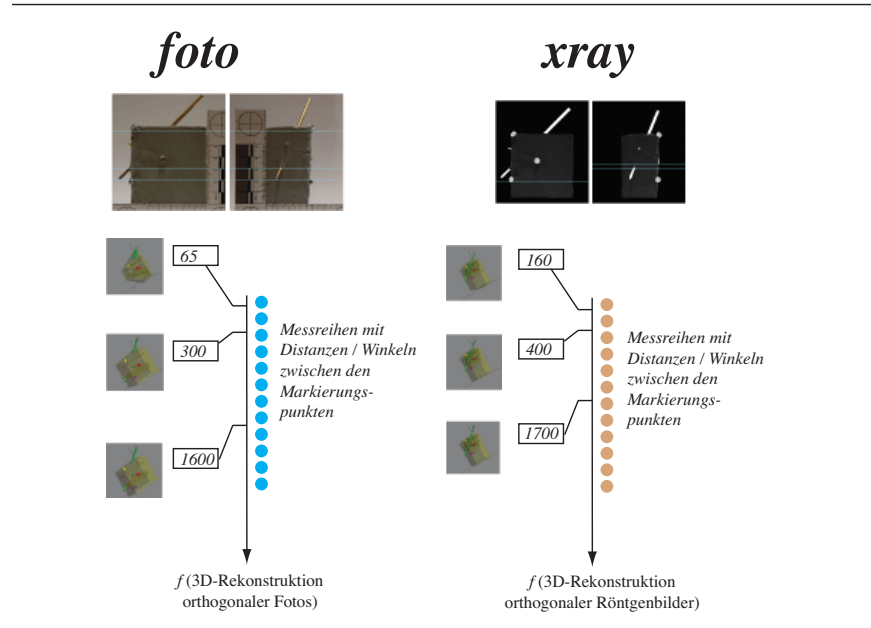 foto
xray
65
300
1600
Messreihen mit
Distanzen / Winkeln
zwischen den
Markierungs-
punkten
160
400
1700
Messreihen mit
Distanzen / Winkeln
zwischen den
Markierungs-
punkten
f (3D-Rekonstruktion
orthogonaler Fotos)
f (3D-Rekonstruktion
orthogonaler Röntgenbilder)